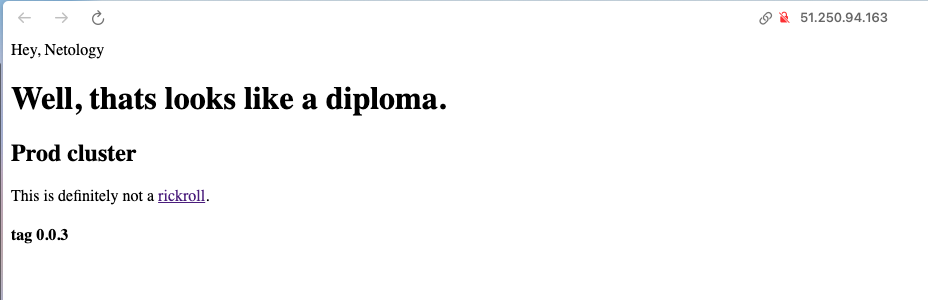 51.250.94.163
Hey, Netology
Well, thats looks like a diploma.
Prod cluster
This is definitely not a rickroll.
tag 0.0.3